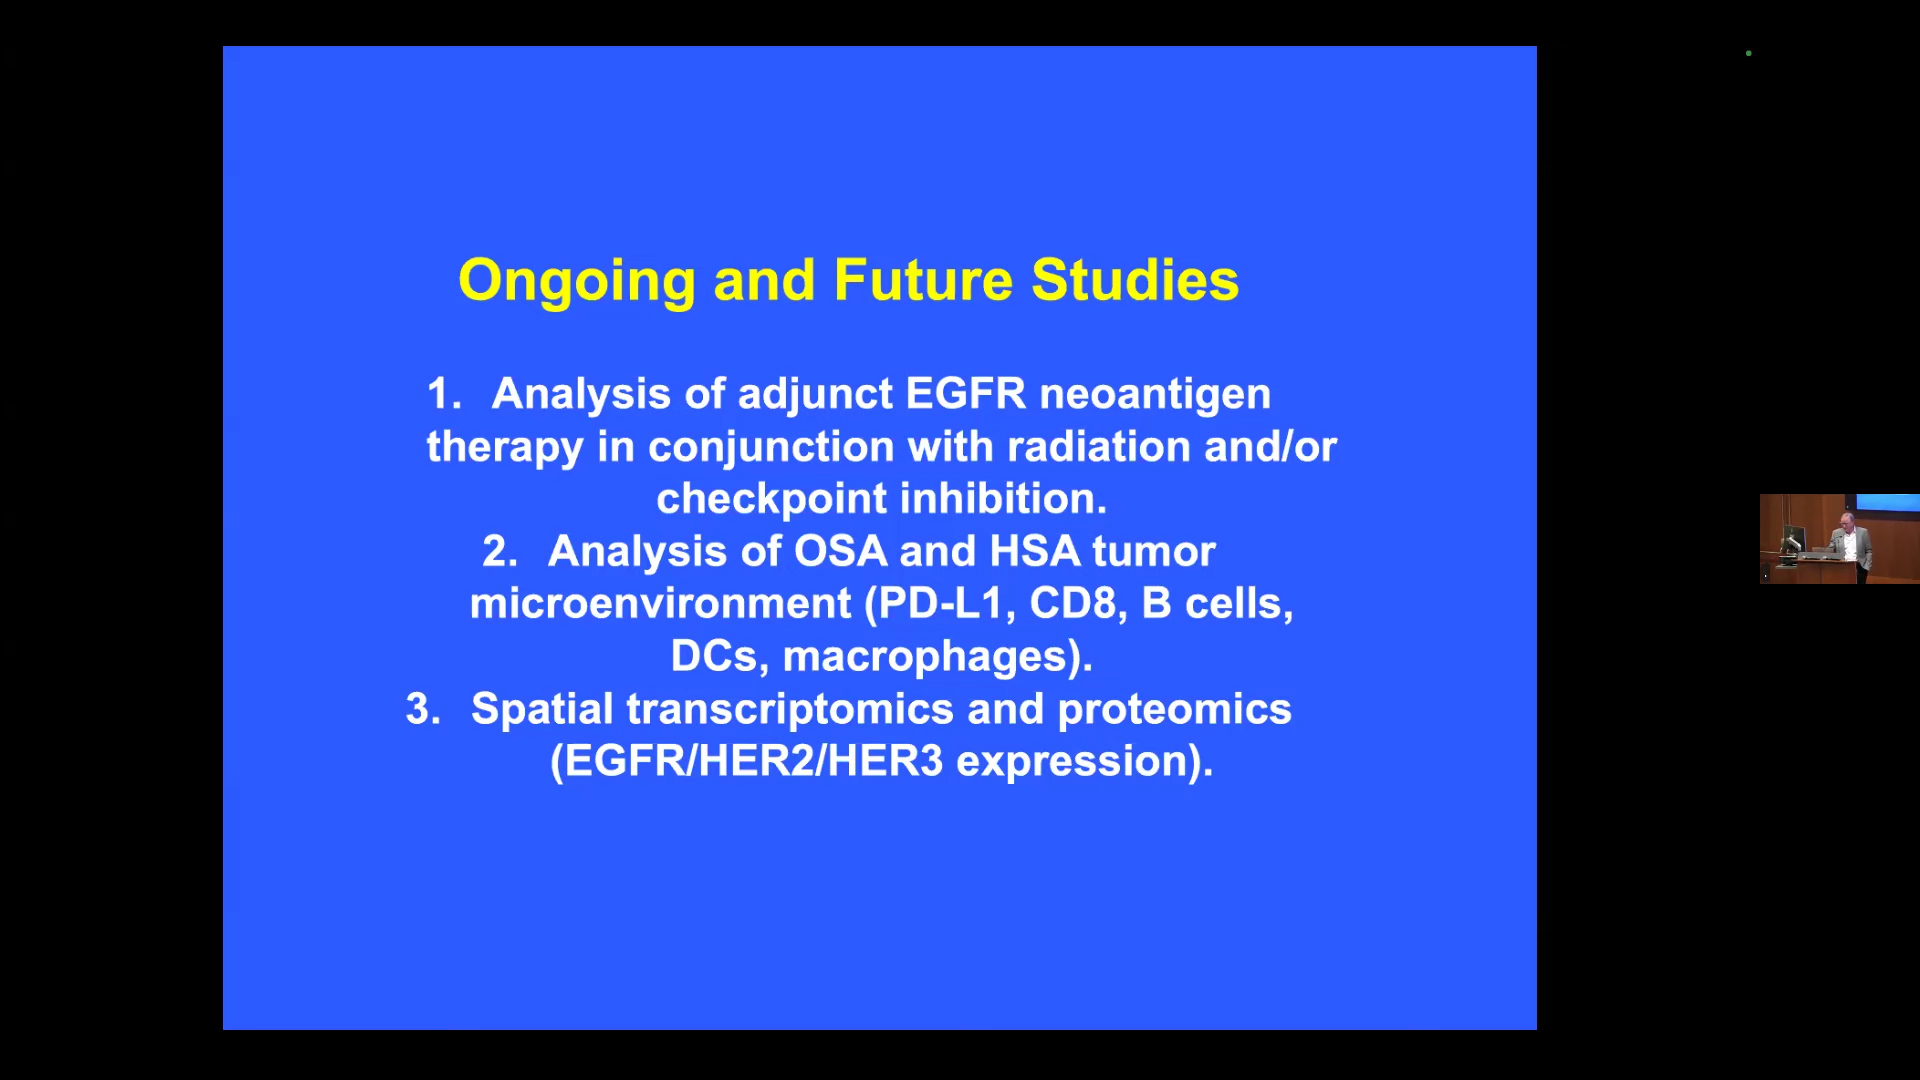 Ongoing and Future Studies
1. Analysis of adjunct EGFR neoantigen
therapy in conjunction with radiation and/or
checkpoint inhibition.
2. Analysis of OSA and HSA tumor
microenvironment (PD-L1, CD8, B cells,
DCs, macrophages).
3. Spatial transcriptomics and proteomics
(EGFR/HER2/HER3 expression).